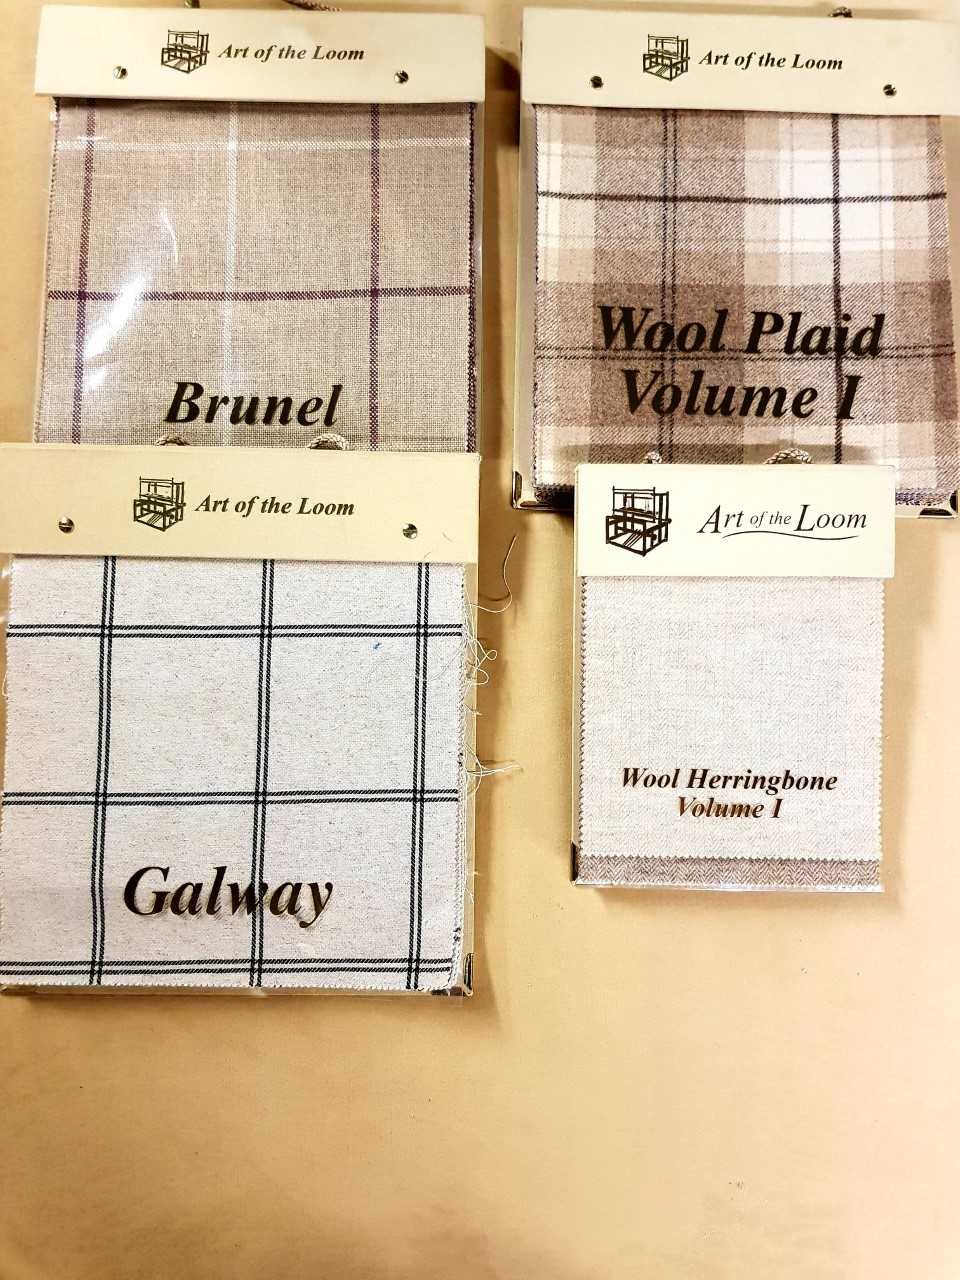 Art of the Loom
Brunel
Art of the Loom
Wool Plaid
Volume I
Art of the Loom
Galway
Art of the Loom
Wool Herringbone
Volume I